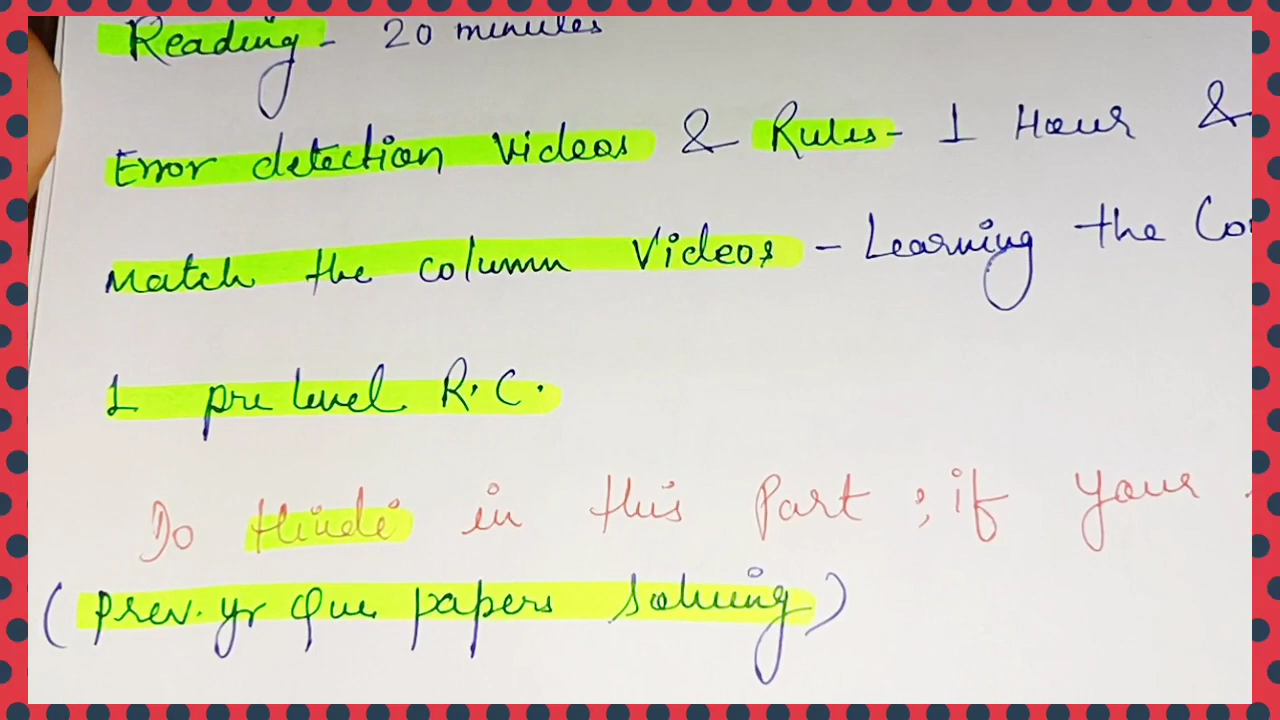 Reading - 20 minutes
Error detection Videos & Rules - 1 Hour &
Match the column Videos - Learning the Co
1 pre level R.C.
Do Hindi in this Part ; if your
(Prev. yr Que papers solving)